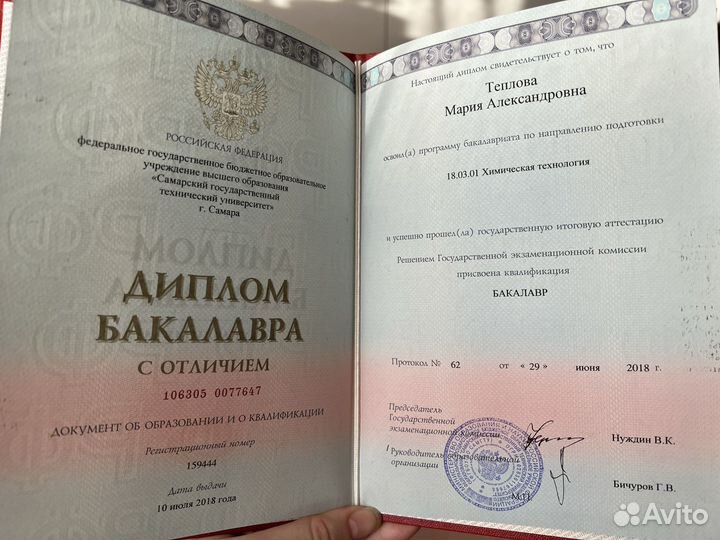 РОССИЙСКАЯ ФЕДЕРАЦИЯ
федеральное государственное бюджетное образовательное
учреждение высшего образования
«Самарский государственный
технический университет»
г. Самара
ДИПЛОМ
БАКАЛАВРА
С ОТЛИЧИЕМ
106305 0077647
ДОКУМЕНТ ОБ ОБРАЗОВАНИИ И О КВАЛИФИКАЦИИ
Регистрационный номер
159444
Дата выдачи
10 июля 2018 года
Настоящий диплом свидетельствует о том, что
Теплова
Мария Александровна
освоил(а) программу бакалавриата по направлению подготовки
18.03.01 Химическая технология
и успешно прошел(ла) государственную итоговую аттестацию
Решением Государственной экзаменационной комиссии
присвоена квалификация
БАКАЛАВР
Протокол № 62 от « 29 » июня 2018 г.
Председатель
Государственной
экзаменационной комиссии
Нуждин В.К.
Руководитель образовательной
организации
Бичуров Г.В.
М.П.
Avito